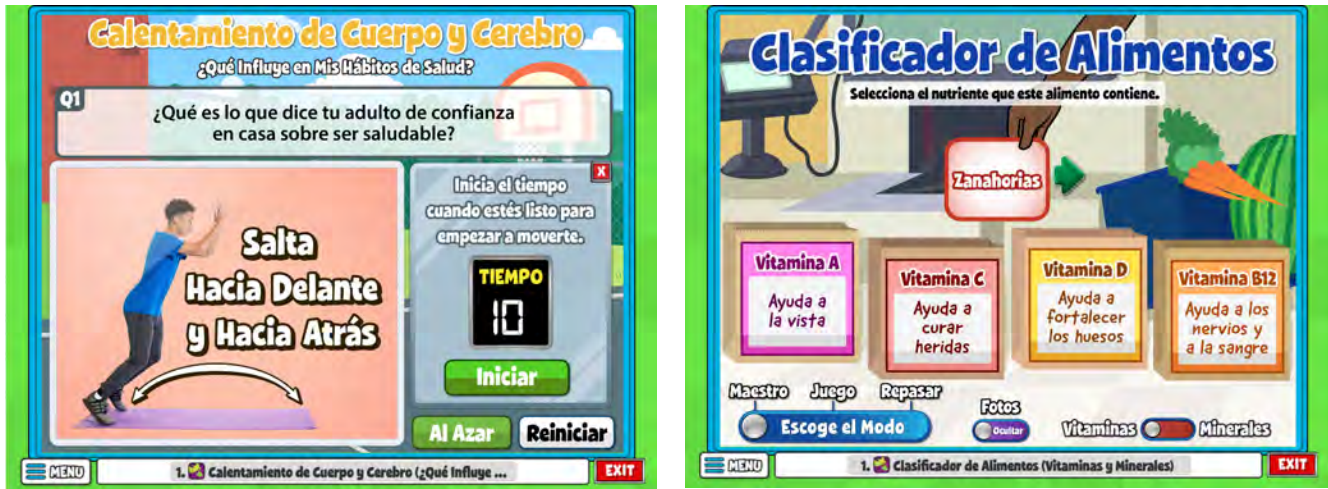 Calentamiento de Cuerpo y Cerebro
¿Qué Influye en Mis Hábitos de Salud?
Q1
¿Qué es lo que dice tu adulto de confianza
en casa sobre ser saludable?
Salta
Hacia Delante
y Hacia Atrás
X
Inicia el tiempo
cuando estés listo para
empezar a moverte.
TIEMPO
10
Iniciar
Al Azar
Reiniciar
MENU
1. Calentamiento de Cuerpo y Cerebro (¿Qué Influye ...
EXIT
Clasificador de Alimentos
Selecciona el nutriente que este alimento contiene.
Zanahorias
Vitamina A
Ayuda a
la vista
Vitamina C
Ayuda a
curar
heridas
Vitamina D
Ayuda a
fortalecer
los huesos
Vitamina B12
Ayuda a los
nervios y
a la sangre
Maestro Juego Repasar
Escoge el Modo
Fotos
Ocultar
Vitaminas Minerales
MENU
1. Clasificador de Alimentos (Vitaminas y Minerales)
EXIT